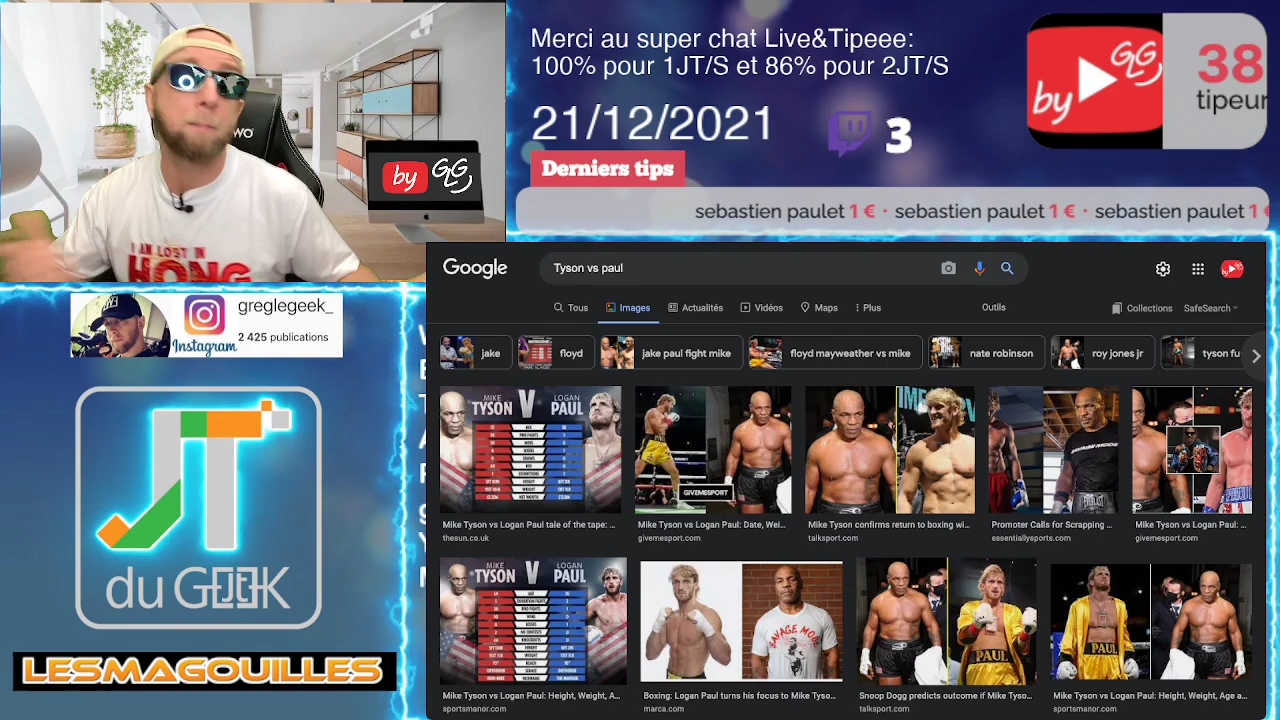 Merci au super chat Live&Tipeee:
100% pour 1JT/S et 86% pour 2JT/S
21/12/2021
3
Derniers tips
sebastien paulet 1 € · sebastien paulet 1 € · sebastien paulet 1 €
by GLG
38
tipeur
by GLG
I AM LOST IN
HONG
greglegeek_
2 425 publications
Instagram
JT
du GEEK
LESMAGOUILLES
Google
Tyson vs paul
Tous Images Actualités Vidéos Maps Plus Outils Collections SafeSearch
jake floyd jake paul fight mike floyd mayweather vs mike nate robinson roy jones jr tyson fu
MIKE TYSON V LOGAN PAUL
GIVEMESPORT
SAVAGE MODE
Mike Tyson vs Logan Paul tale of the tape: ...
thesun.co.uk
Mike Tyson vs Logan Paul: Date, Wei...
givemesport.com
Mike Tyson confirms return to boxing wi...
talksport.com
Promoter Calls for Scrapping ...
essentiallysports.com
Mike Tyson vs Logan Paul: ...
givemesport.com
MIKE TYSON V LOGAN PAUL
SAVAGE MODE
PAUL
PAUL
Mike Tyson vs Logan Paul: Height, Weight, A...
sportsmanor.com
Boxing: Logan Paul turns his focus to Mike Tyso...
marca.com
Snoop Dogg predicts outcome if Mike Tyso...
talksport.com
Mike Tyson vs Logan Paul: Height, Weight, Age a...
sportsmanor.com